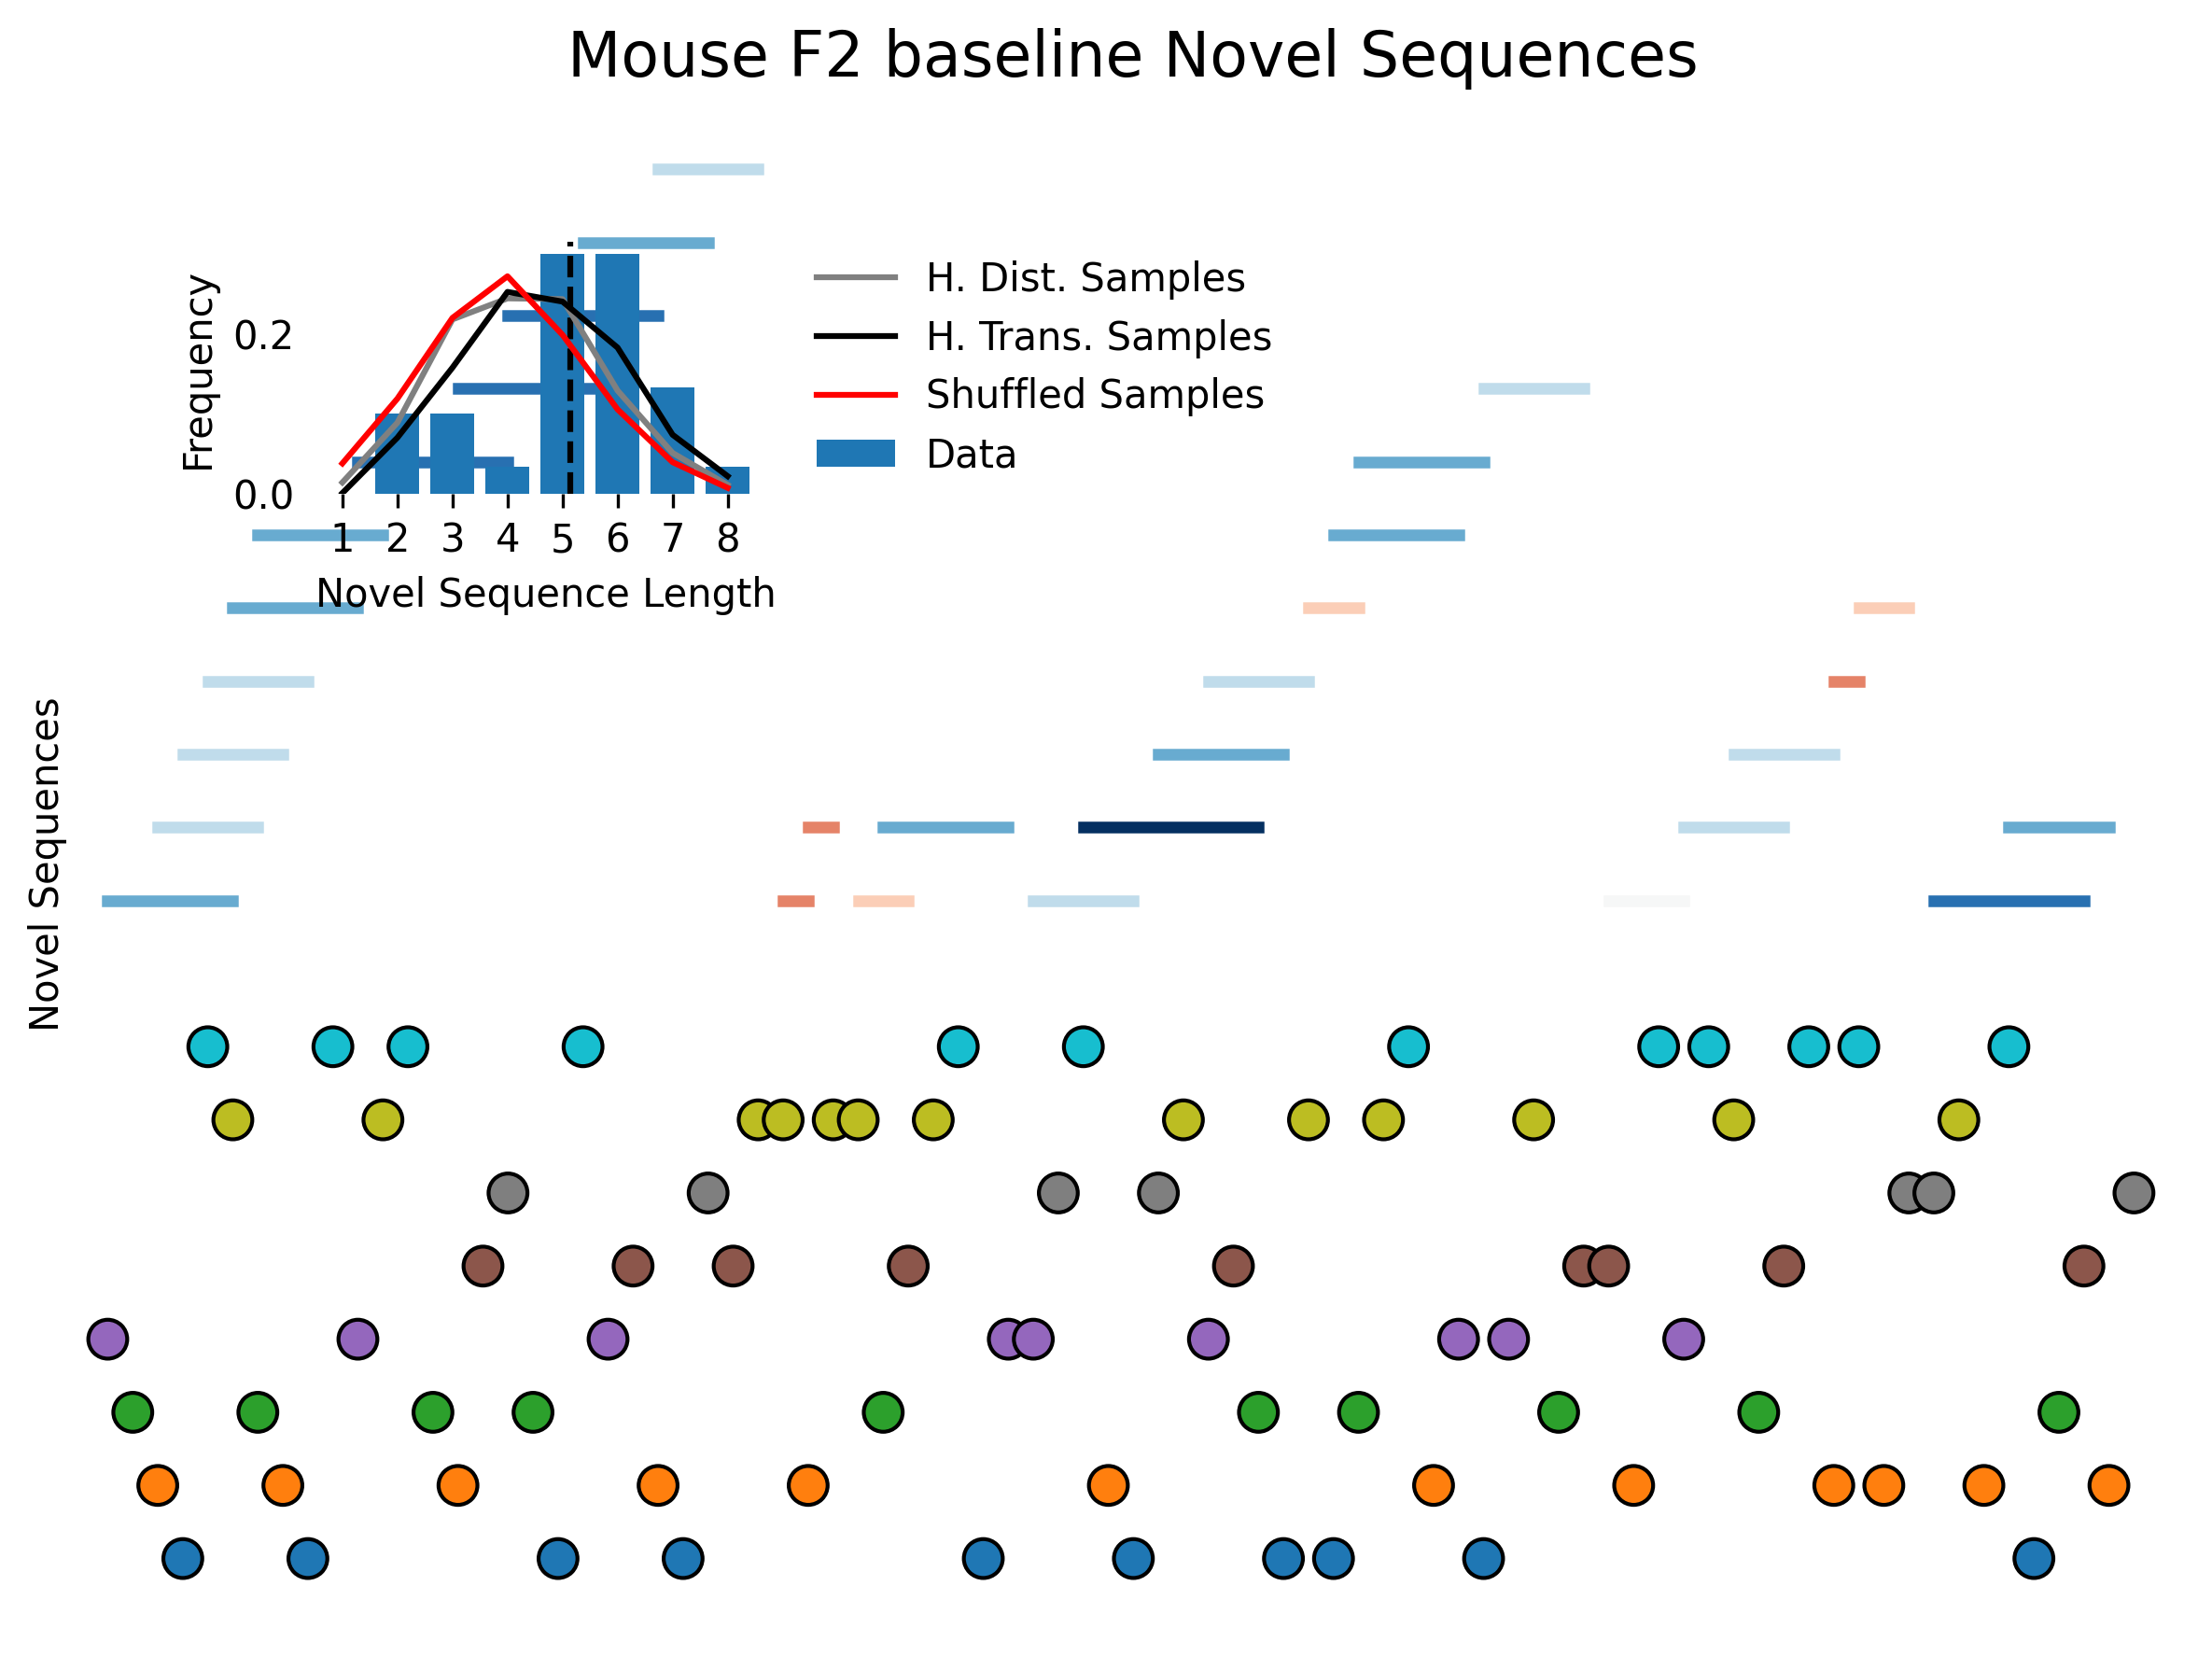 Mouse F2 baseline Novel Sequences
Frequency
0.2
0.0
1 2 3 4 5 6 7 8
Novel Sequence Length
H. Dist. Samples
H. Trans. Samples
Shuffled Samples
Data
Novel Sequences